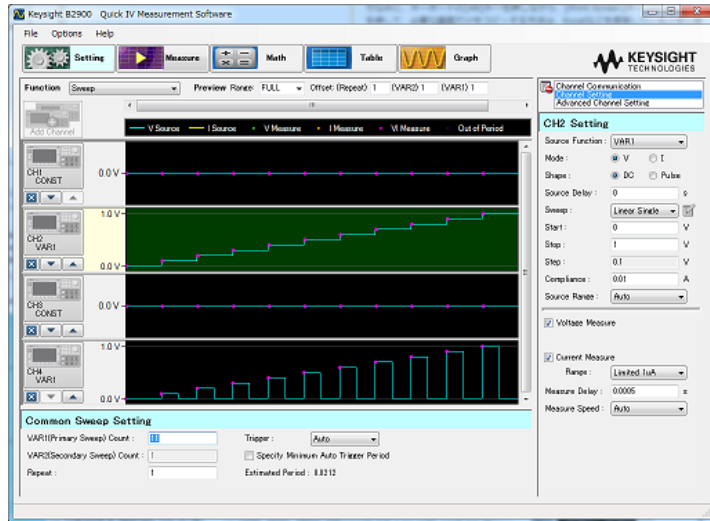 Keysight B2900 Quick IV Measurement Software
File Options Help
Setting Measure Math Table Graph
KEYSIGHT
TECHNOLOGIES
Function Sweep Preview Range: FULL Offset: (Repeat) 1 (VAR2) 1 (VAR1) 1
Add Channel
V Source I Source V Measure I Measure VI Measure Out of Period
CH1
CONST
0.0 V
CH2
VAR1
1.0 V
0.0 V
CH3
CONST
0.0 V
CH4
VAR1
1.0 V
0.0 V
Common Sweep Setting
VAR1(Primary Sweep) Count : 11
VAR2(Secondary Sweep) Count : 1
Repeat : 1
Trigger : Auto
Specify Minimum Auto Trigger Period
Estimated Period : 0.0212
Channel Communication
Channel Setting
Advanced Channel Setting
CH2 Setting
Source Function : VAR1
Mode : V I
Shape : DC Pulse
Source Delay : 0 s
Sweep : Linear Single
Start : 0 V
Stop : 1 V
Step : 0.1 V
Compliance : 0.01 A
Source Range : Auto
Voltage Measure
Current Measure
Range : Limited 1uA
Measure Delay : 0.0005 s
Measure Speed : Auto